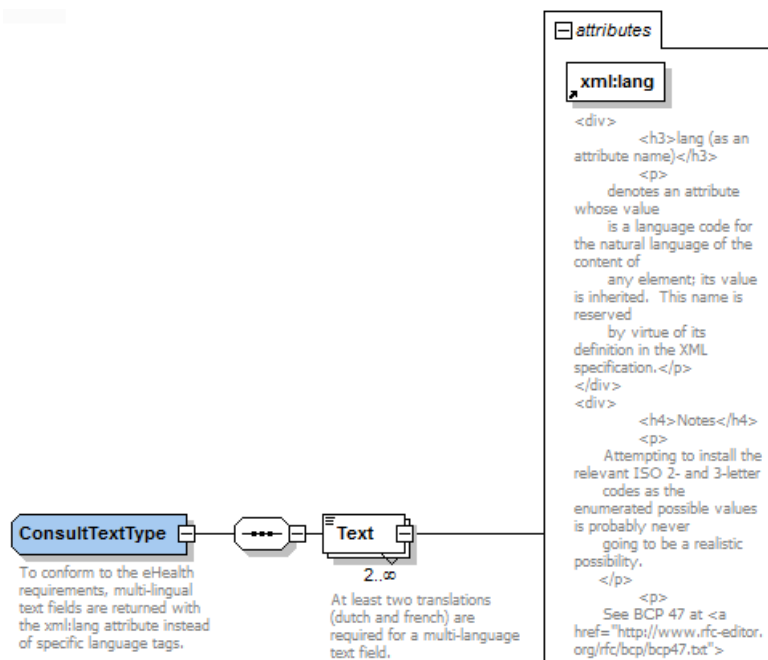 attributes
xml:lang
<div>
<h3>lang (as an
attribute name)</h3>
<p>
denotes an attribute
whose value
is a language code for
the natural language of the
content of
any element; its value
is inherited.  This name is
reserved
by virtue of its
definition in the XML
specification.</p>
</div>
<div>
<h4>Notes</h4>
<p>
Attempting to install the
relevant ISO 2- and 3-letter
codes as the
enumerated possible values
is probably never
going to be a realistic
possibility.
</p>
<p>
See BCP 47 at <a
href="http://www.rfc-editor.
org/rfc/bcp/bcp47.txt">
ConsultTextType
To conform to the eHealth
requirements, multi-lingual
text fields are returned with
the xml:lang attribute instead
of specific language tags.
Text
2..∞
At least two translations
(dutch and french) are
required for a multi-language
text field.